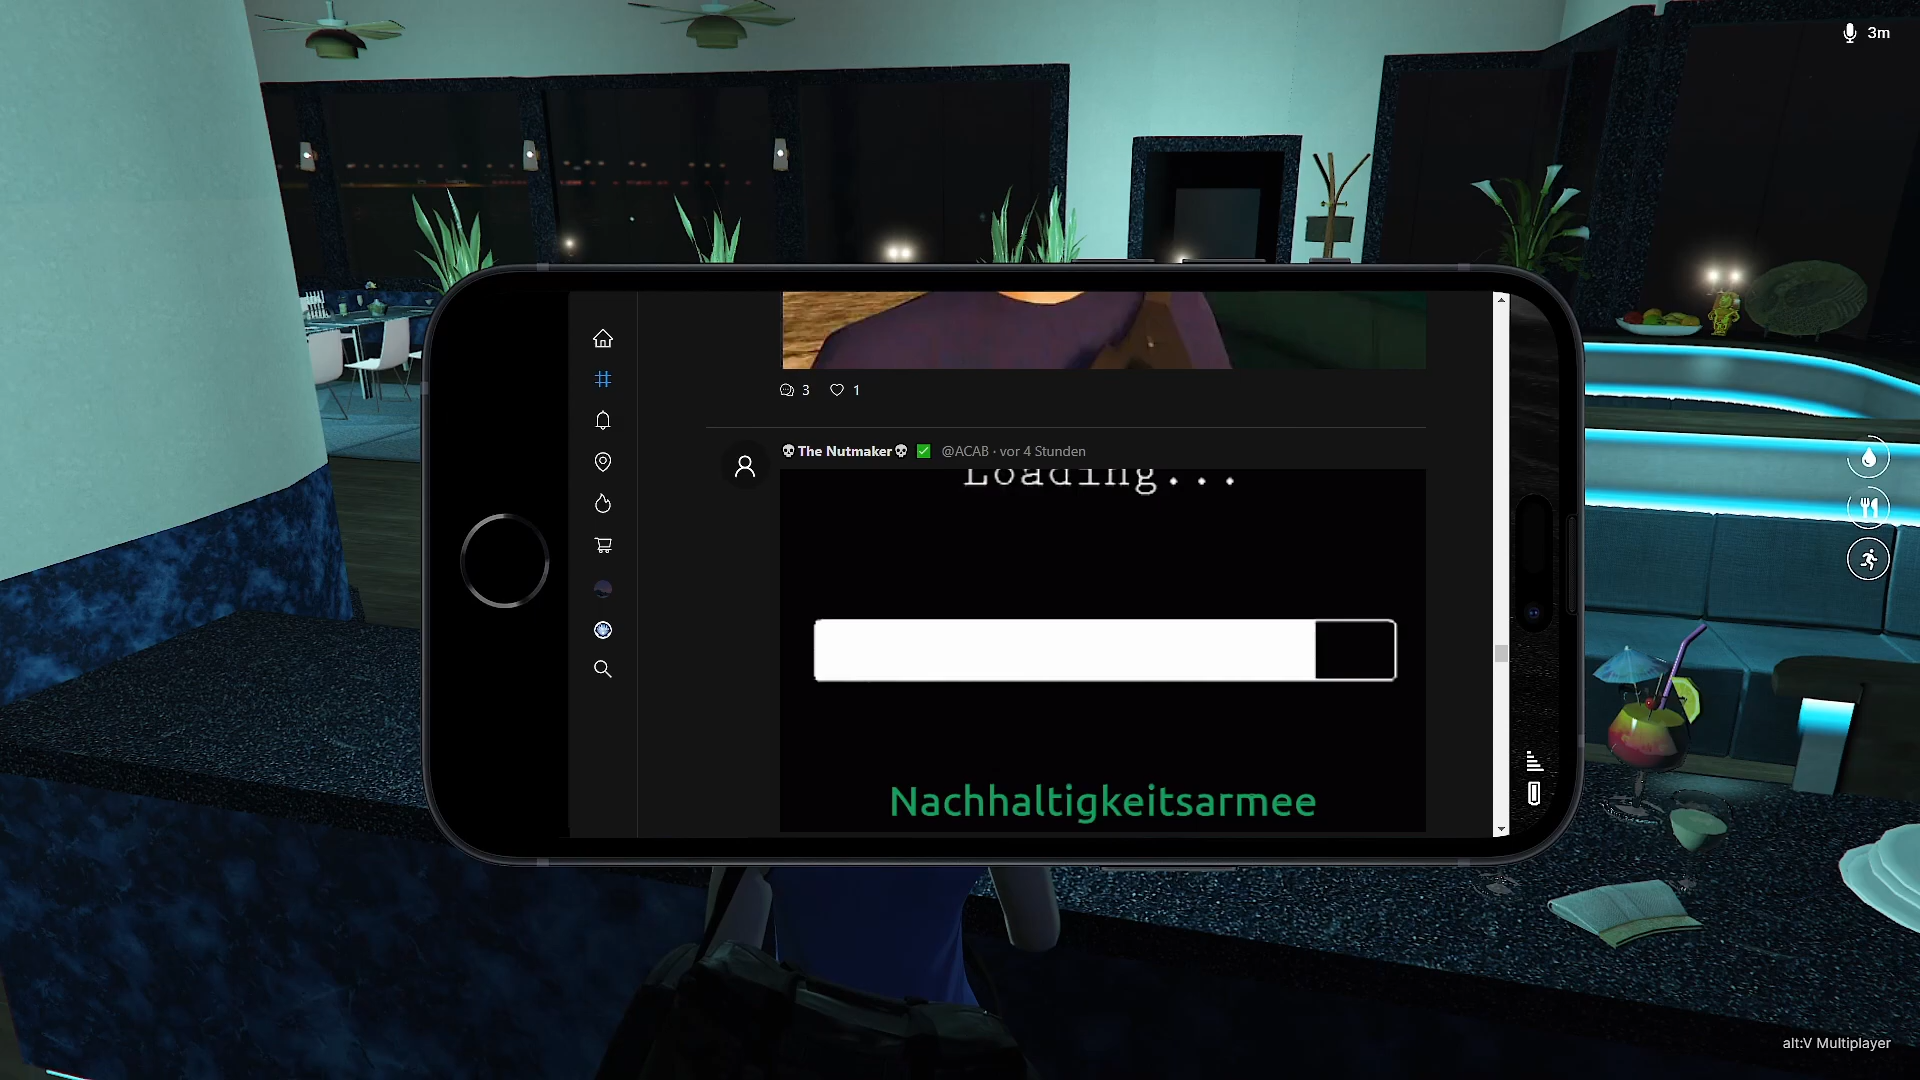 3m
3 1
The Nutmaker @ACAB · vor 4 Stunden
Loading...
Nachhaltigkeitsarmee
alt:V Multiplayer